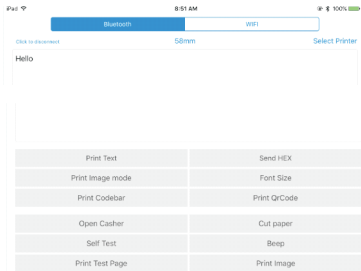 iPad 8:51 AM 100%
Bluetooth WIFI
Click to disconnect 58mm Select Printer
Hello
Print Text Send HEX
Print Image mode Font Size
Print Codebar Print QrCode
Open Casher Cut paper
Self Test Beep
Print Test Page Print Image